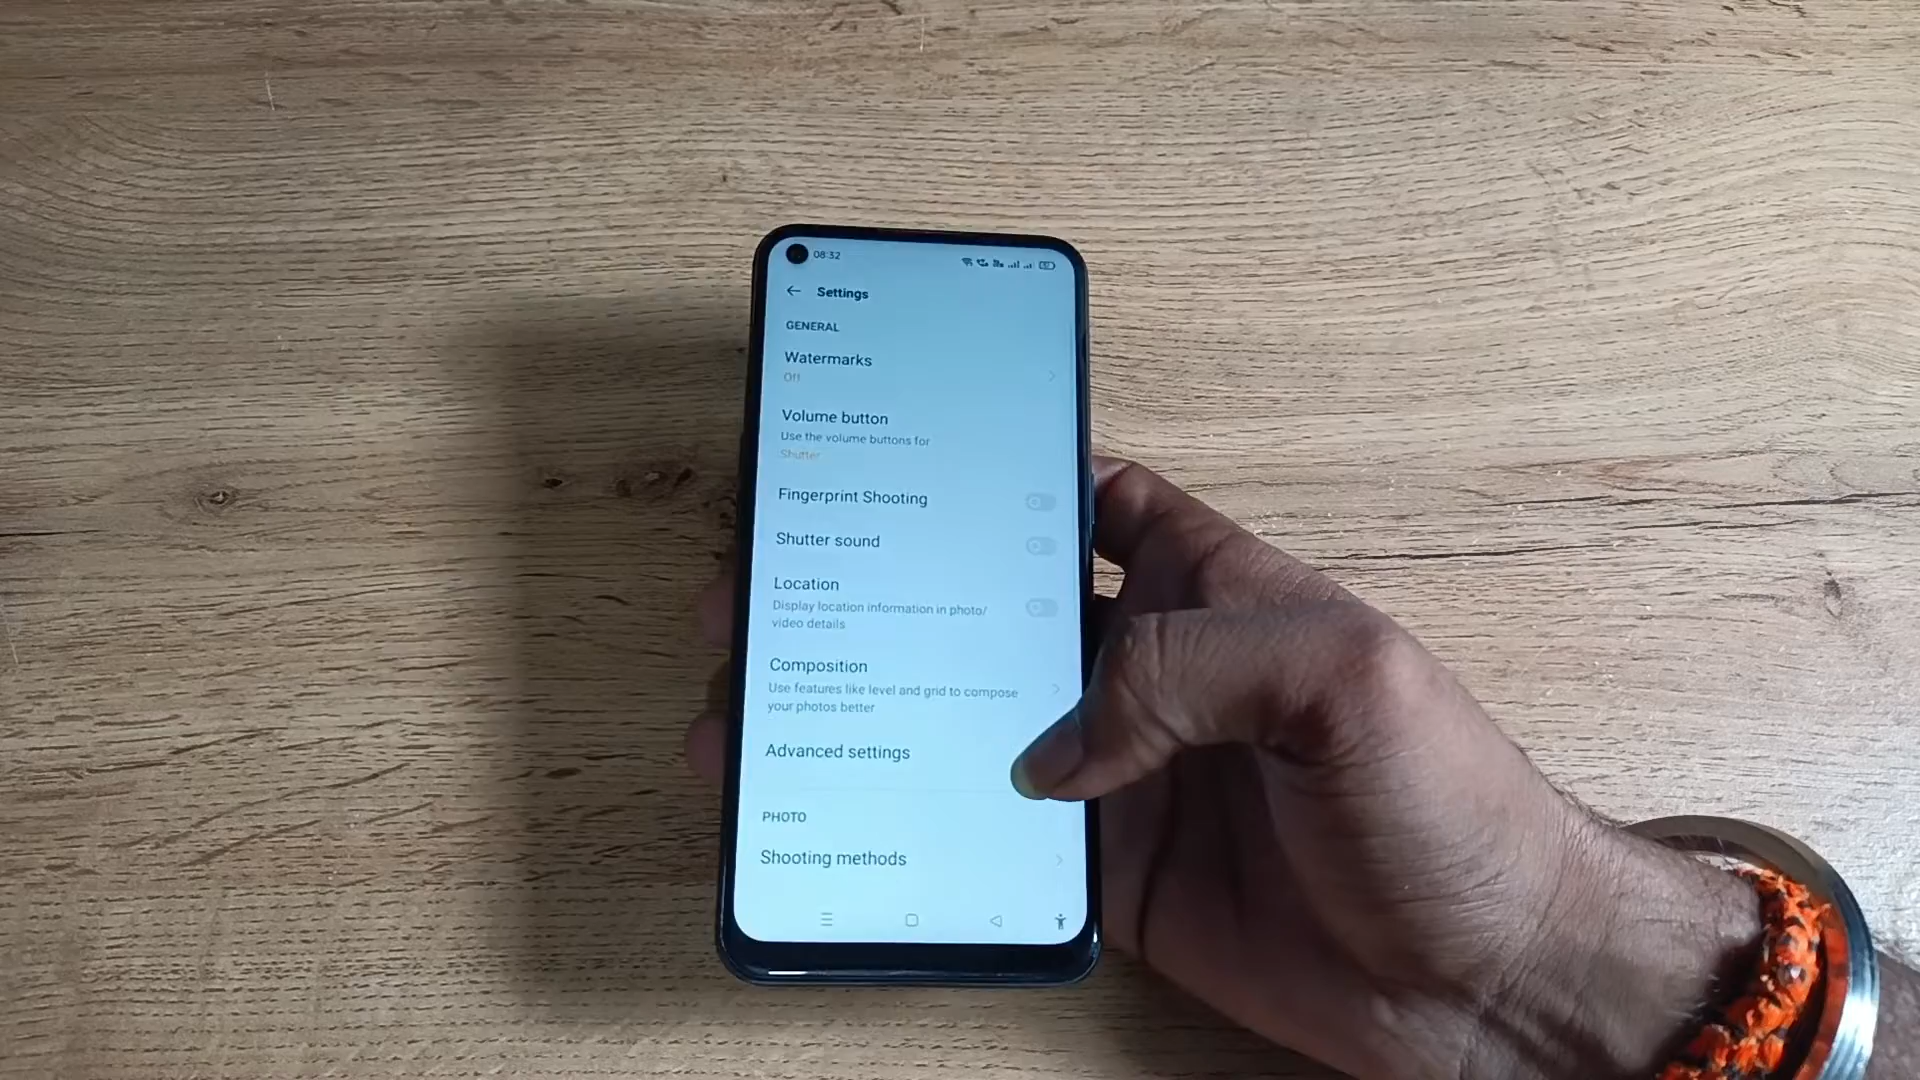 08:32
Settings
GENERAL
Watermarks
Off
Volume button
Use the volume buttons for
Shutter
Fingerprint Shooting
Shutter sound
Location
Display location information in photo/
video details
Composition
Use features like level and grid to compose
your photos better
Advanced settings
PHOTO
Shooting methods